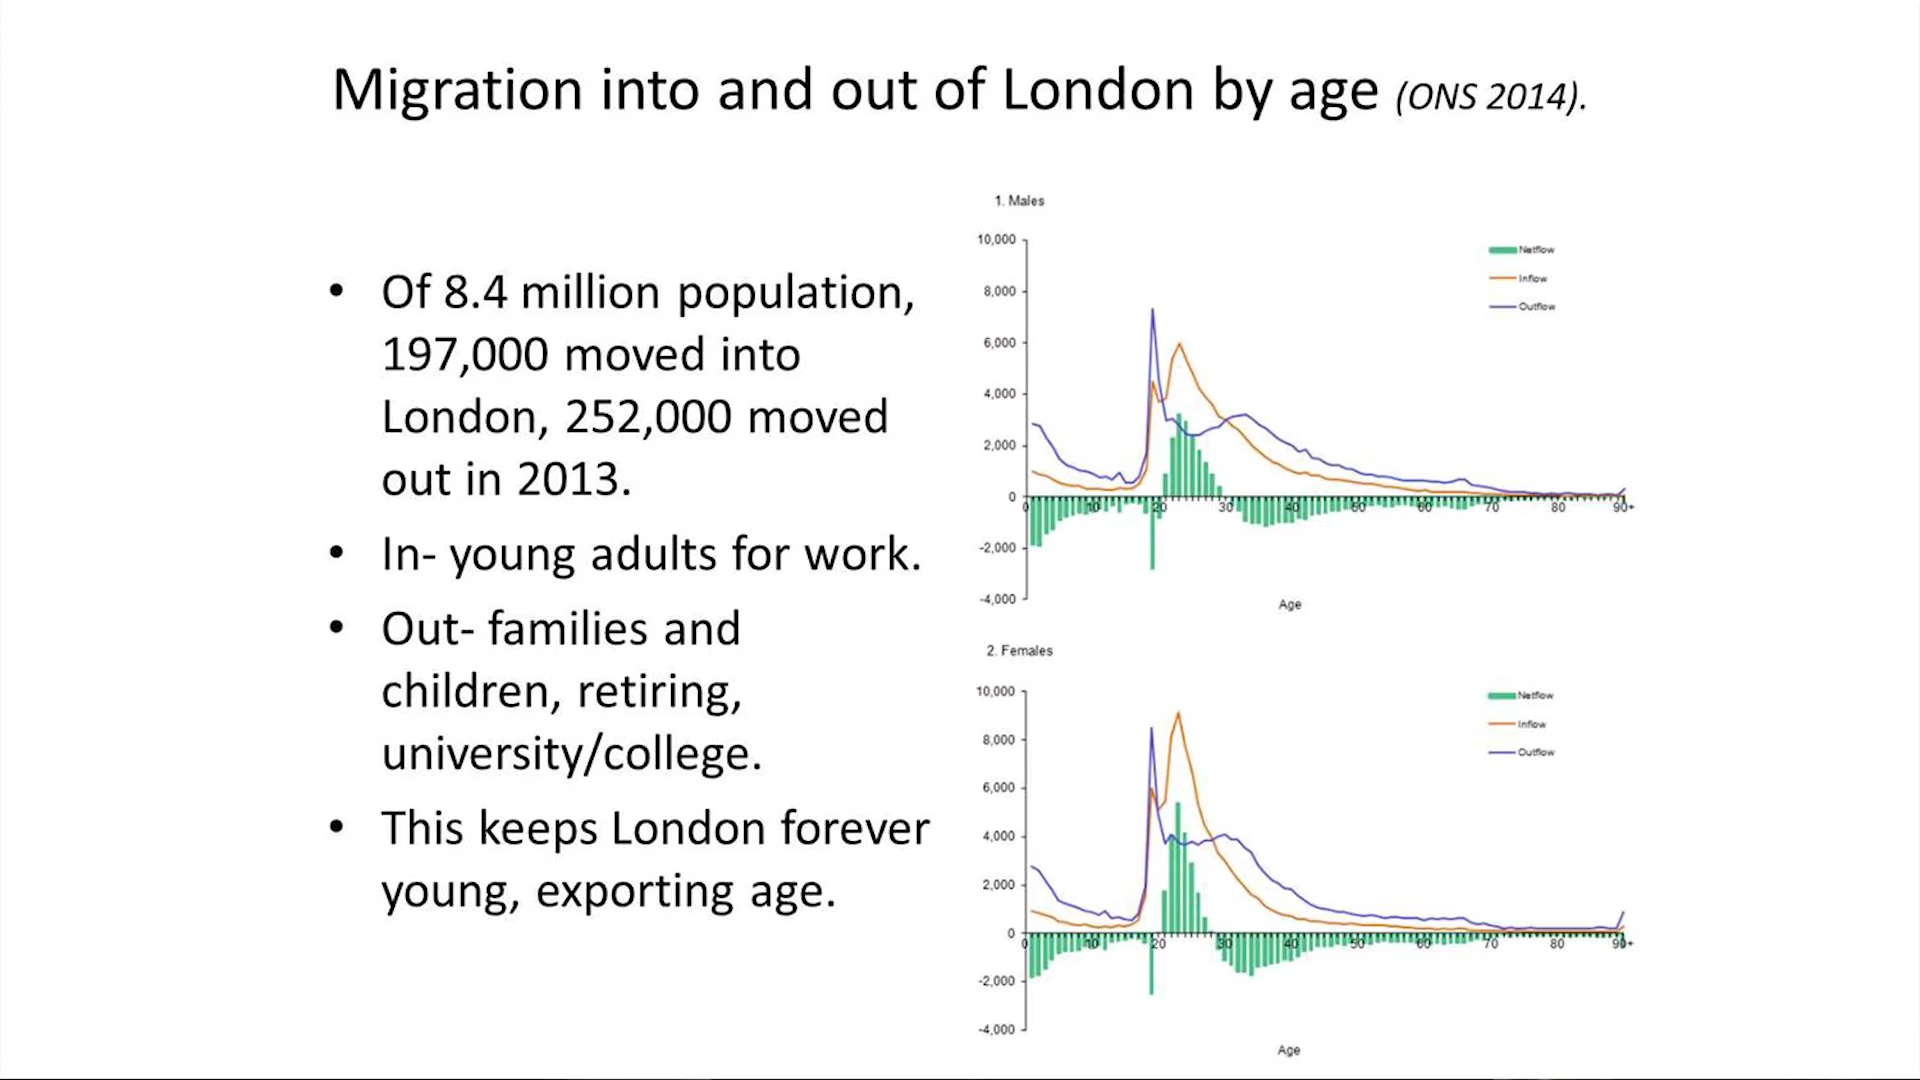 Migration into and out of London by age (ONS 2014).
• Of 8.4 million population,
197,000 moved into
London, 252,000 moved
out in 2013.
• In- young adults for work.
• Out- families and
children, retiring,
university/college.
• This keeps London forever
young, exporting age.
1. Males
10,000
8,000
6,000
4,000
2,000
0
-2,000
-4,000
Netflow
Inflow
Outflow
0 10 20 30 40 50 60 70 80 90+
Age
2. Females
10,000
8,000
6,000
4,000
2,000
0
-2,000
-4,000
Netflow
Inflow
Outflow
0 10 20 30 40 50 60 70 80 90+
Age